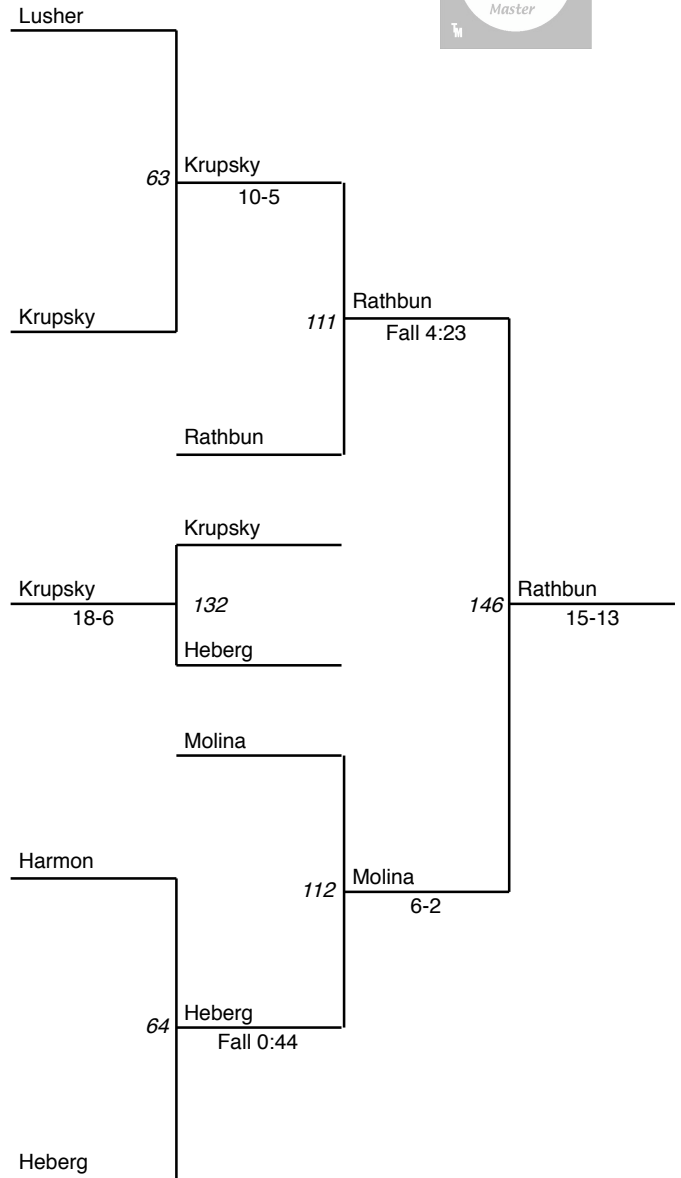 Lusher
Master
TM
Krupsky
63
10-5
Krupsky
Rathbun
111
Fall 4:23
Rathbun
Krupsky
Krupsky
18-6
132
146
Rathbun
15-13
Heberg
Molina
Harmon
Molina
112
6-2
Heberg
64
Fall 0:44
Heberg